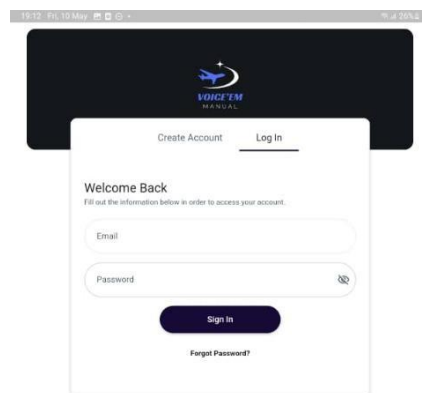 19:12 Fri, 10 May
26%
VOICE'EM
MANUAL
Create Account Log In
Welcome Back
Fill out the information below in order to access your account.
Email
Password
Sign In
Forgot Password?